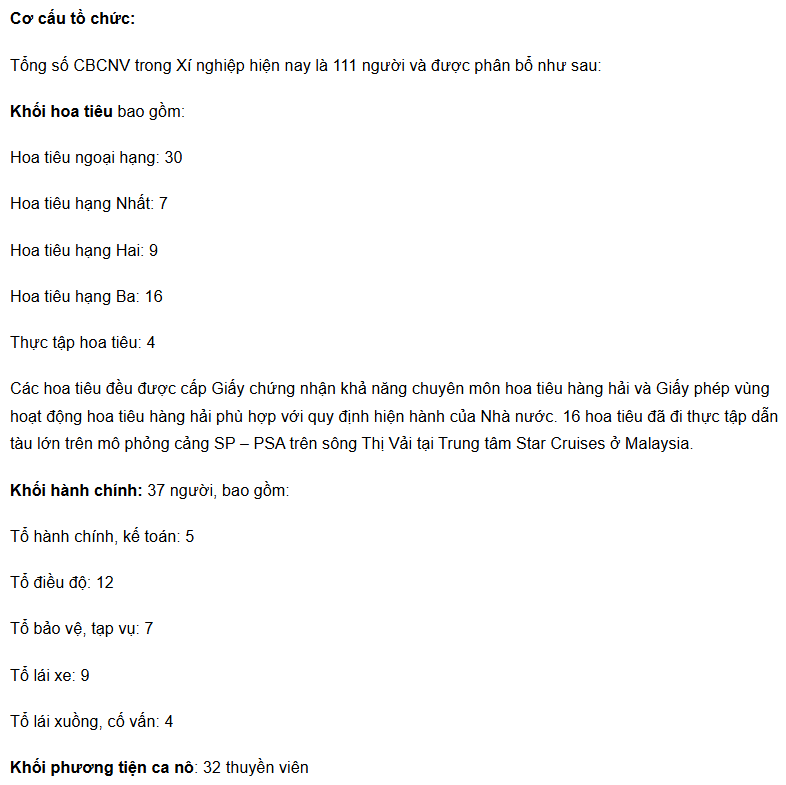 Cơ cấu tổ chức:
Tổng số CBCNV trong Xí nghiệp hiện nay là 111 người và được phân bổ như sau:
Khối hoa tiêu bao gồm:
Hoa tiêu ngoại hạng: 30
Hoa tiêu hạng Nhất: 7
Hoa tiêu hạng Hai: 9
Hoa tiêu hạng Ba: 16
Thực tập hoa tiêu: 4
Các hoa tiêu đều được cấp Giấy chứng nhận khả năng chuyên môn hoa tiêu hàng hải và Giấy phép vùng
hoạt động hoa tiêu hàng hải phù hợp với quy định hiện hành của Nhà nước. 16 hoa tiêu đã đi thực tập dẫn
tàu lớn trên mô phỏng cảng SP – PSA trên sông Thị Vải tại Trung tâm Star Cruises ở Malaysia.
Khối hành chính: 37 người, bao gồm:
Tổ hành chính, kế toán: 5
Tổ điều độ: 12
Tổ bảo vệ, tạp vụ: 7
Tổ lái xe: 9
Tổ lái xuồng, cố vấn: 4
Khối phương tiện ca nô: 32 thuyền viên